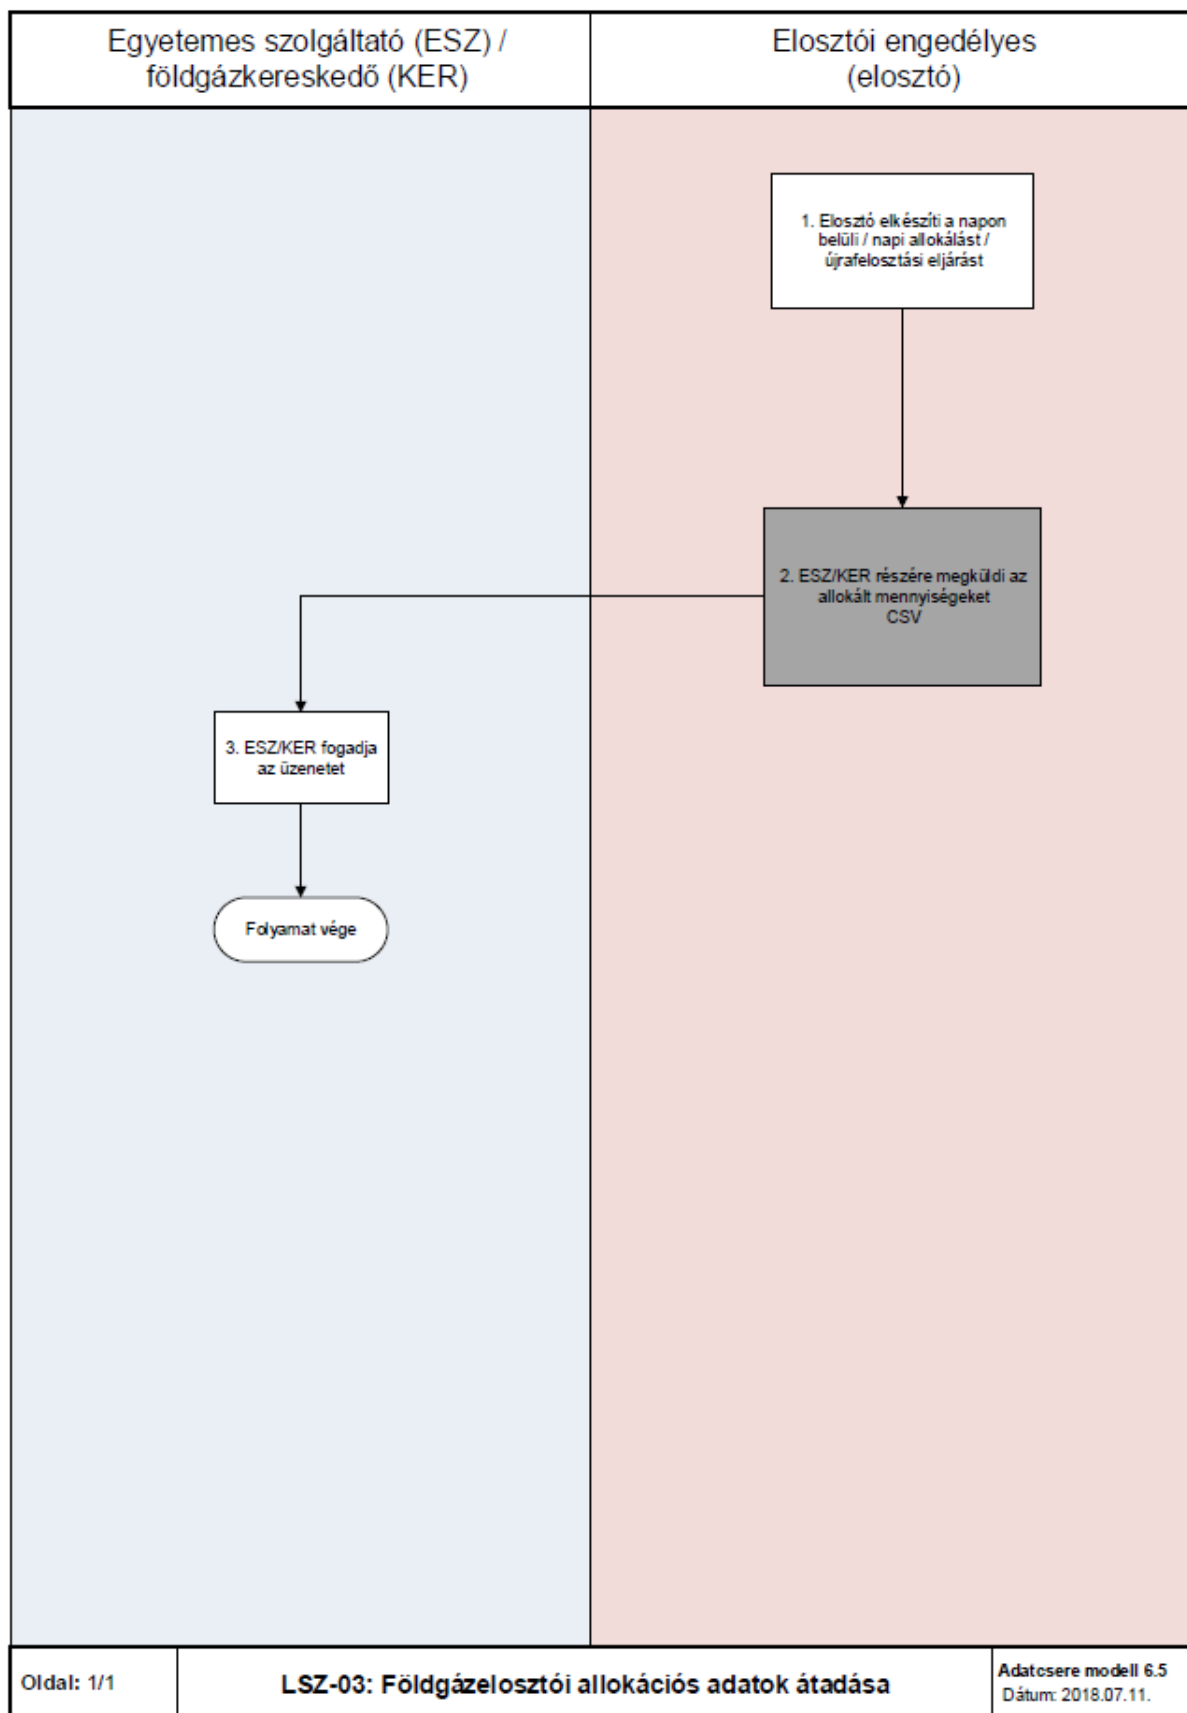 Egyetemes szolgáltató (ESZ) /
földgázkereskedő (KER)
Elosztói engedélyes
(elosztó)
1. Elosztó elkészíti a napon
belüli / napi allokálást /
újrafelosztási eljárást
2. ESZ/KER részére megküldi az
allokált mennyiségeket
CSV
3. ESZ/KER fogadja
az üzenetet
Folyamat vége
Oldal: 1/1
LSZ-03: Földgázelosztói allokációs adatok átadása
Adatcsere modell 6.5
Dátum: 2018.07.11.